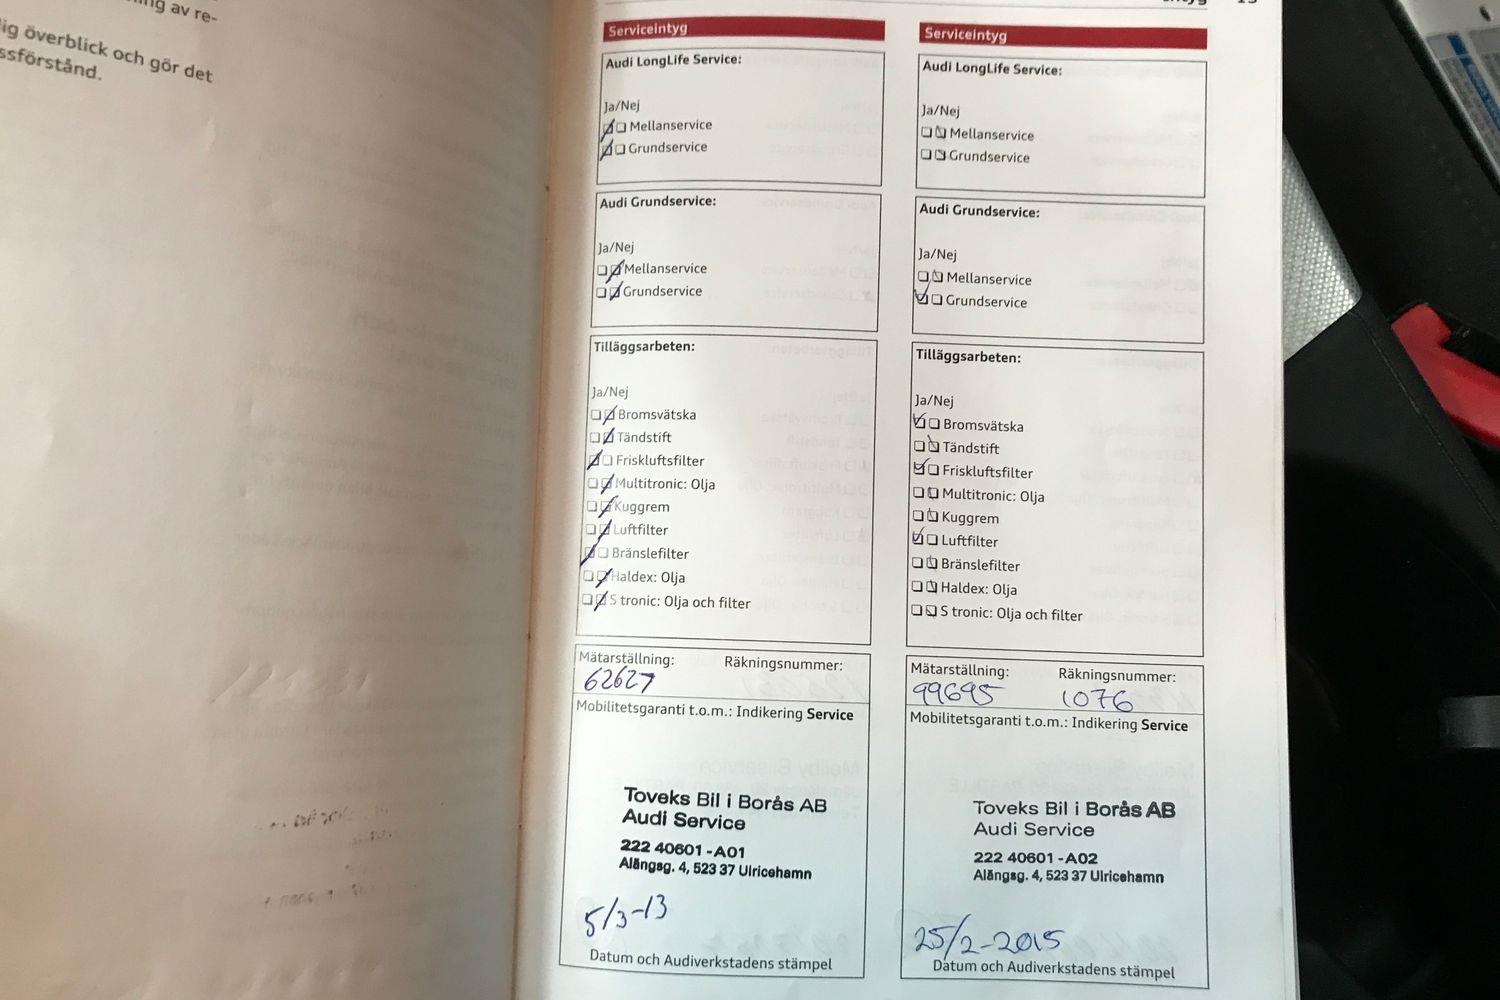 av re-
lig överblick och gör det
ssförstånd.
Serviceintyg
Audi LongLife Service:
Ja/Nej
Mellanservice
Grundservice
Audi Grundservice:
Ja/Nej
Mellanservice
Grundservice
Tilläggsarbeten:
Ja/Nej
Bromsvätska
Tändstift
Friskluftsfilter
Multitronic: Olja
Kuggrem
Luftfilter
Bränslefilter
Haldex: Olja
S tronic: Olja och filter
Mätarställning: Räkningsnummer:
62627
Mobilitetsgaranti t.o.m.: Indikering Service
Toveks Bil i Borås AB
Audi Service
222 40601 -A01
Alängsg. 4, 523 37 Ulricehamn
5/3-13
Datum och Audiverkstadens stämpel
Serviceintyg
Audi LongLife Service:
Ja/Nej
Mellanservice
Grundservice
Audi Grundservice:
Ja/Nej
Mellanservice
Grundservice
Tilläggsarbeten:
Ja/Nej
Bromsvätska
Tändstift
Friskluftsfilter
Multitronic: Olja
Kuggrem
Luftfilter
Bränslefilter
Haldex: Olja
S tronic: Olja och filter
Mätarställning: Räkningsnummer:
99695 1076
Mobilitetsgaranti t.o.m.: Indikering Service
Toveks Bil i Borås AB
Audi Service
222 40601 -A02
Alängsg. 4, 523 37 Ulricehamn
25/2-2015
Datum och Audiverkstadens stämpel